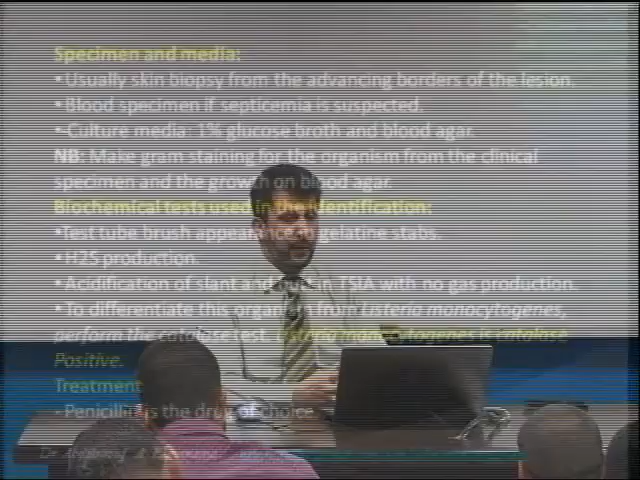 Specimen and media:
• Usually skin biopsy from the advancing borders of the lesion.
• Blood specimen if septicemia is suspected.
• Culture media: 1% glucose broth and blood agar.
NB: Make gram staining for the organism from the clinical
specimen and the growth on blood agar.
Biochemical tests used in the identification:
• Test tube brush appearance in gelatine stabs.
• H2S production.
• Acidification of slant and butt in TSIA with no gas production.
• To differentiate this organism from Listeria monocytogenes,
perform the catalase test. Listeria monocytogenes is catalase
Positive.
Treatment
- Penicillin is the drug of choice
Dr.